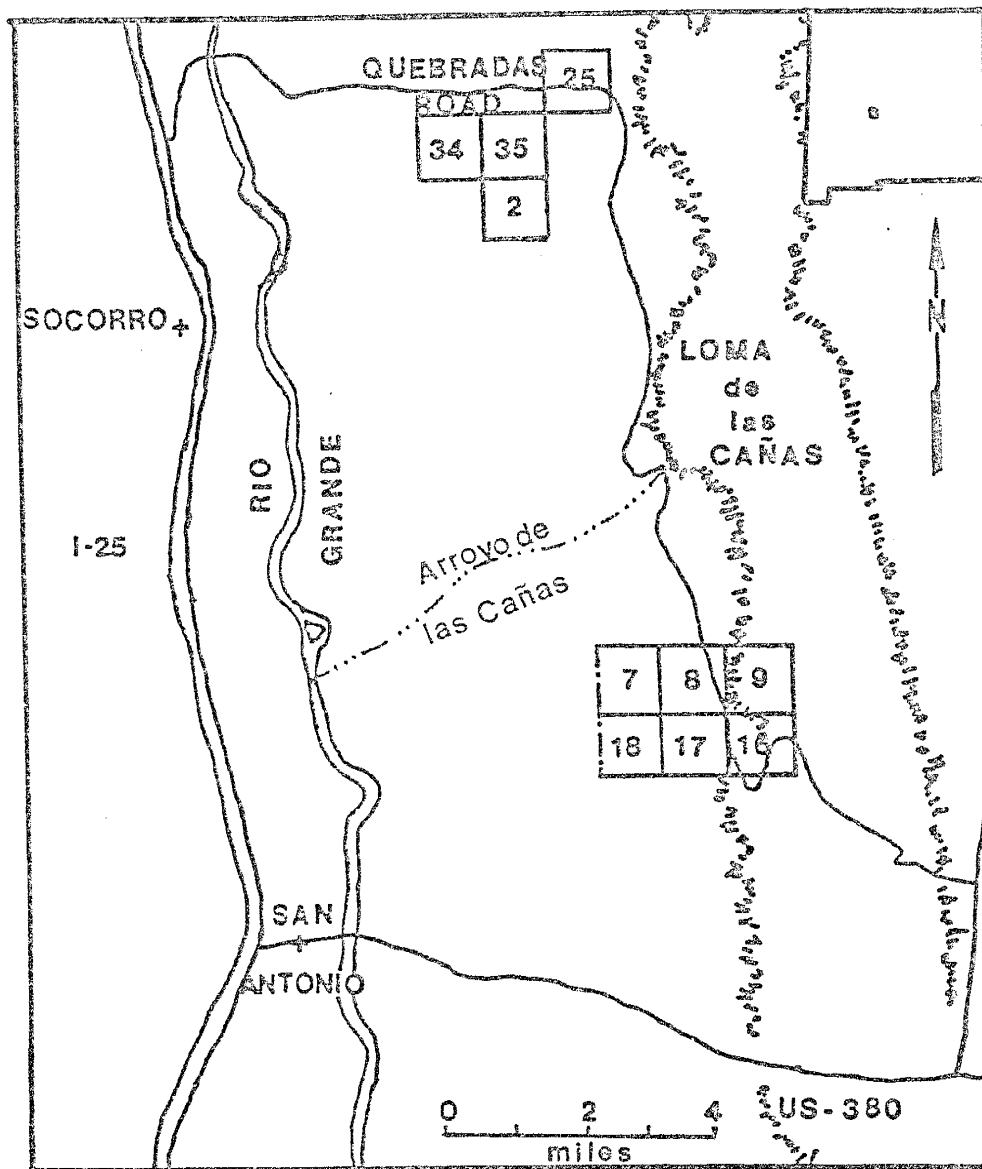 QUEBRADAS
ROAD
25
34
35
2
N
SOCORRO
LOMA
de
las
CAÑAS
RIO
GRANDE
I-25
Arroyo de
las Cañas
7
8
9
18
17
16
SAN
ANTONIO
0
2
4
miles
US-380